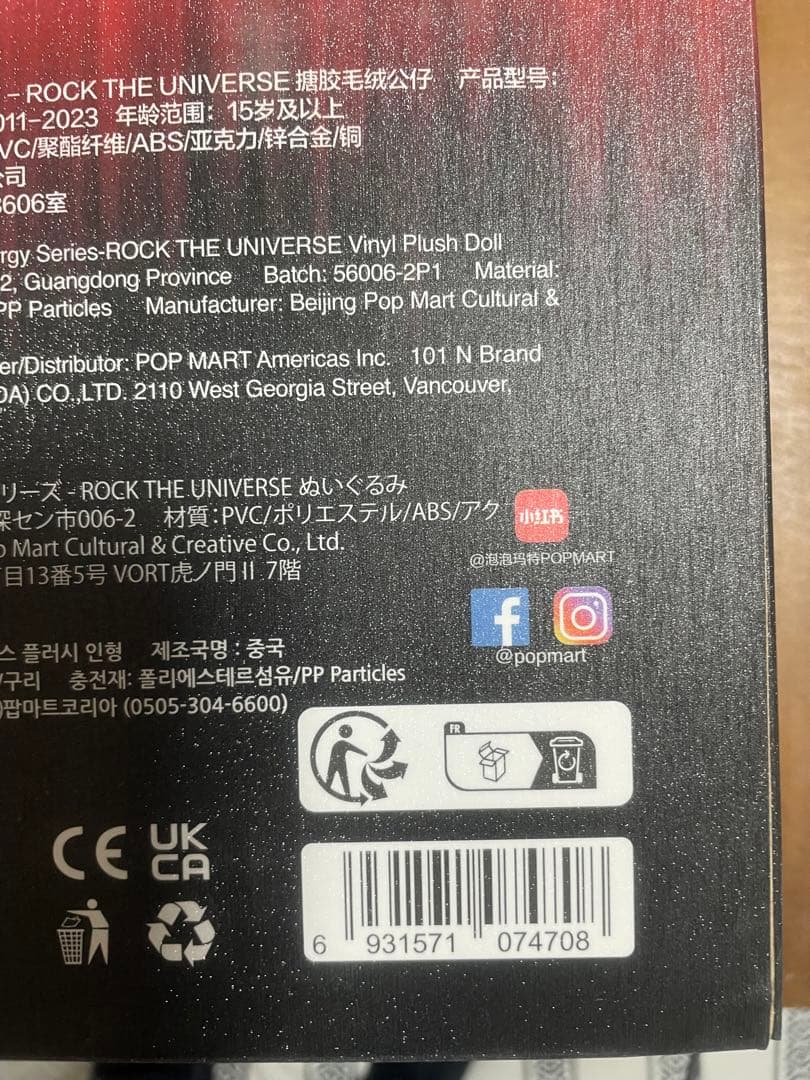 - ROCK THE UNIVERSE 搪胶毛绒公仔 产品型号:
011-2023 年龄范围: 15岁及以上
VC/聚酯纤维/ABS/亚克力/锌合金/铜
公司
3606室
rgy Series-ROCK THE UNIVERSE Vinyl Plush Doll
2, Guangdong Province Batch: 56006-2P1 Material:
PP Particles Manufacturer: Beijing Pop Mart Cultural &
er/Distributor: POP MART Americas Inc. 101 N Brand
DA) CO.,LTD. 2110 West Georgia Street, Vancouver,
リーズ - ROCK THE UNIVERSE ぬいぐるみ
深セン市006-2 材質:PVC/ポリエステル/ABS/アク
p Mart Cultural & Creative Co., Ltd.
目13番5号 VORT虎ノ門II 7階
小红书
@泡泡玛特POPMART
@popmart
스 플러시 인형 제조국명 : 중국
/구리 충전재: 폴리에스테르섬유/PP Particles
)팝마트코리아 (0505-304-6600)
FR
CE UK CA
6 931571 074708